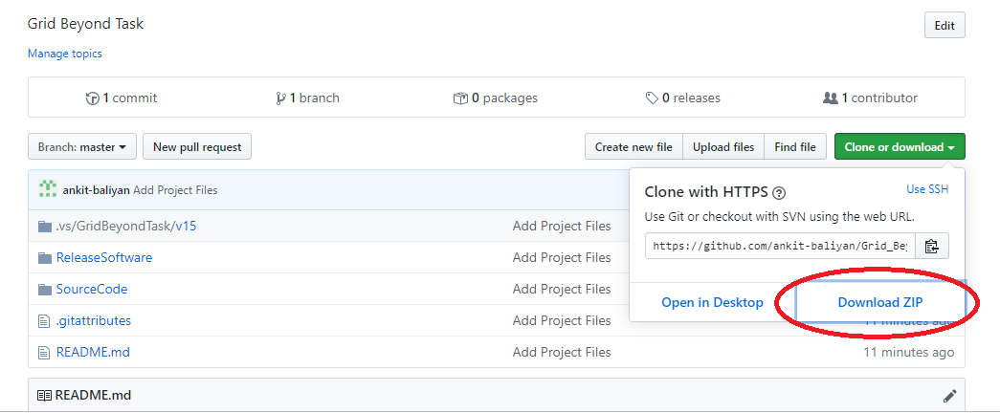 Grid Beyond Task
Edit
Manage topics
1 commit
1 branch
0 packages
0 releases
1 contributor
Branch: master
New pull request
Create new file
Upload files
Find file
Clone or download
ankit-baliyan Add Project Files
Clone with HTTPS
Use SSH
Use Git or checkout with SVN using the web URL.
https://github.com/ankit-baliyan/Grid_Bey
Open in Desktop
Download ZIP
.vs/GridBeyondTask/v15
Add Project Files
ReleaseSoftware
Add Project Files
SourceCode
Add Project Files
.gitattributes
Add Project Files
11 minutes ago
README.md
Add Project Files
11 minutes ago
README.md